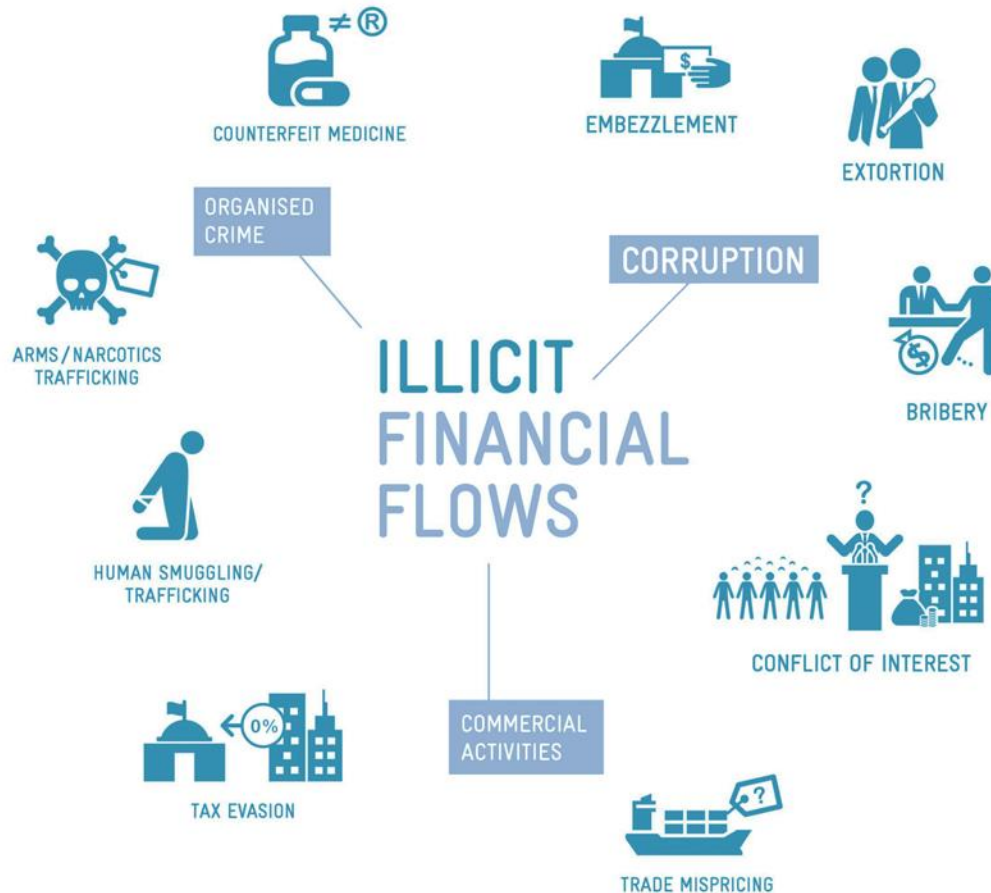 ≠ ®
COUNTERFEIT MEDICINE
$
EMBEZZLEMENT
EXTORTION
ORGANISED
CRIME
CORRUPTION
ARMS/NARCOTICS
TRAFFICKING
$
BRIBERY
ILLICIT
FINANCIAL
FLOWS
HUMAN SMUGGLING/
TRAFFICKING
?
CONFLICT OF INTEREST
COMMERCIAL
ACTIVITIES
0%
TAX EVASION
?
TRADE MISPRICING